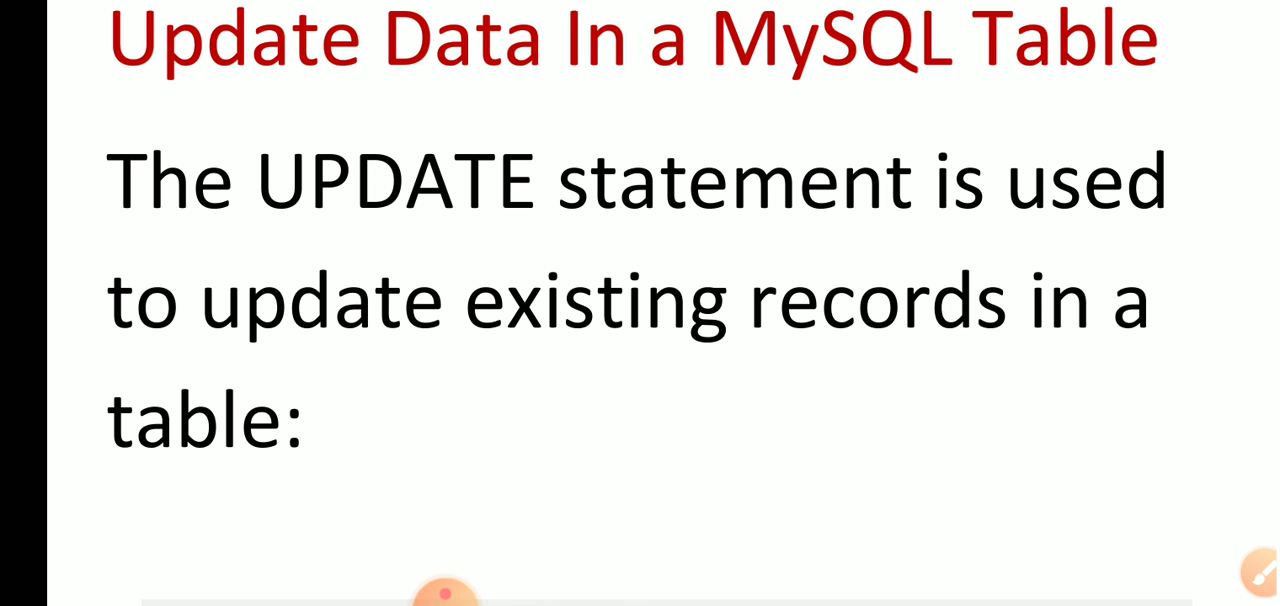 Update Data In a MySQL Table
The UPDATE statement is used
to update existing records in a
table: